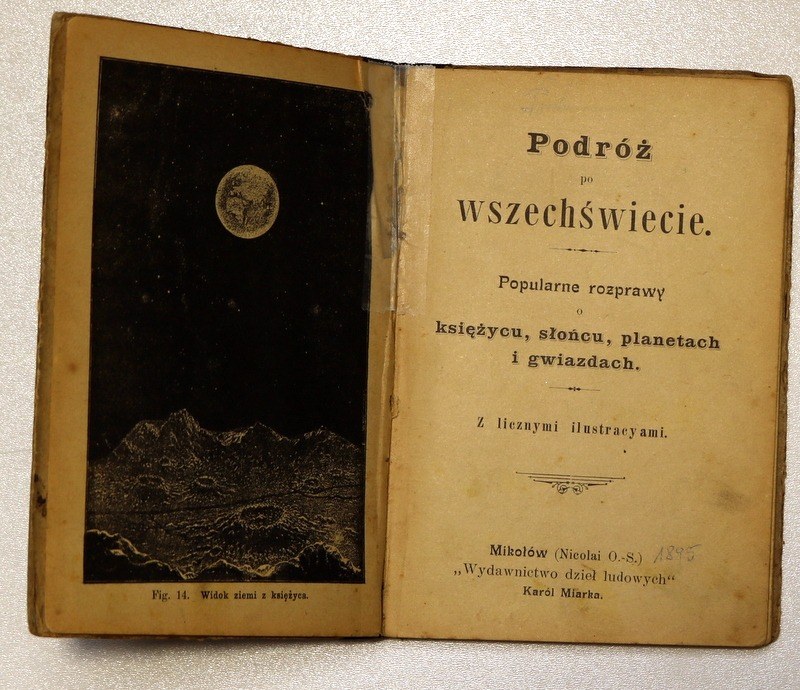 Fig. 14. Widok ziemi z księżyca.
Podróż
po
wszechświecie.
Popularne rozprawy
o
księżycu, słońcu, planetach
i gwiazdach.
Z licznymi ilustracyami.
Mikołów (Nicolai O.-S.) 1895
„Wydawnictwo dzieł ludowych“
Karól Miarka.